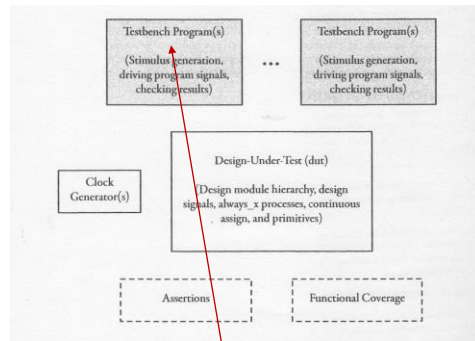 Testbench Program(s)
(Stimulus generation,
driving program signals,
checking results)
...
Testbench Program(s)
(Stimulus generation,
driving program signals,
checking results)
Design-Under-Test (dut)
(Design module hierarchy, design
signals, always_x processes, continuous
assign, and primitives)
Clock
Generator(s)
Assertions
Functional Coverage